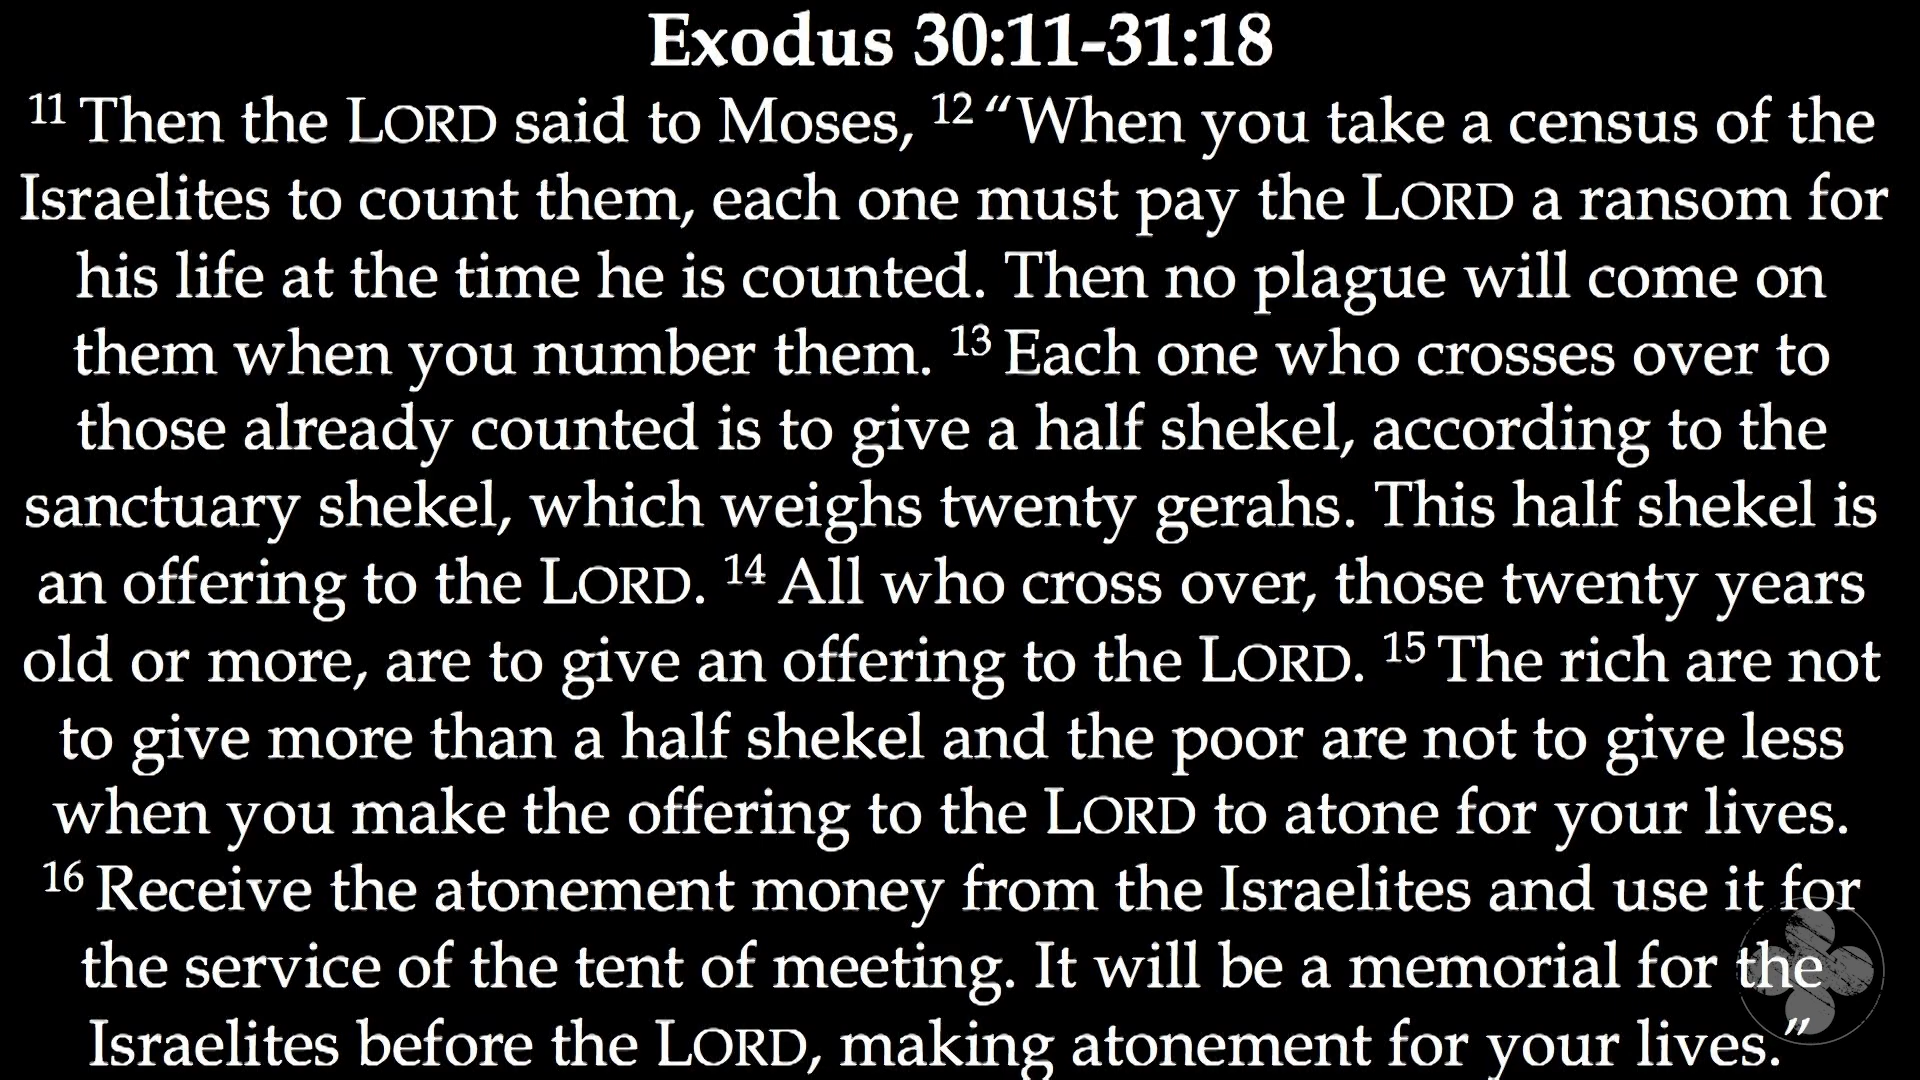 Exodus 30:11-31:18
11 Then the LORD said to Moses, 12 “When you take a census of the
Israelites to count them, each one must pay the LORD a ransom for
his life at the time he is counted. Then no plague will come on
them when you number them. 13 Each one who crosses over to
those already counted is to give a half shekel, according to the
sanctuary shekel, which weighs twenty gerahs. This half shekel is
an offering to the LORD. 14 All who cross over, those twenty years
old or more, are to give an offering to the LORD. 15 The rich are not
to give more than a half shekel and the poor are not to give less
when you make the offering to the LORD to atone for your lives.
16 Receive the atonement money from the Israelites and use it for
the service of the tent of meeting. It will be a memorial for the
Israelites before the LORD, making atonement for your lives.”